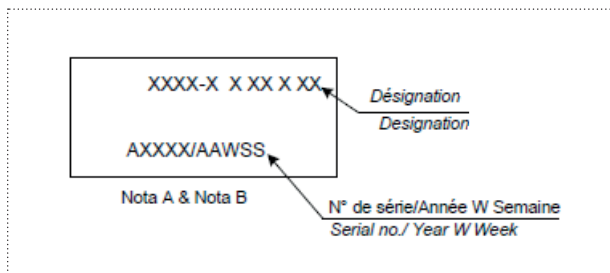 XXXX-X X XX X XX
Désignation
Designation
AXXXX/AAWSS
Nota A & Nota B
N° de série/Année W Semaine
Serial no./ Year W Week